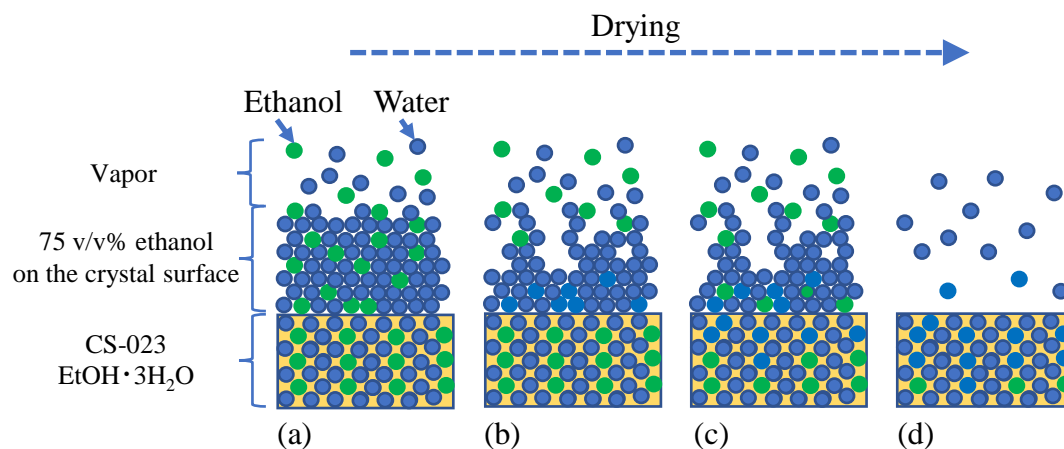 Drying
Ethanol
Water
Vapor
75 v/v% ethanol
on the crystal surface
CS-023
EtOH・3H₂O
(a)
(b)
(c)
(d)